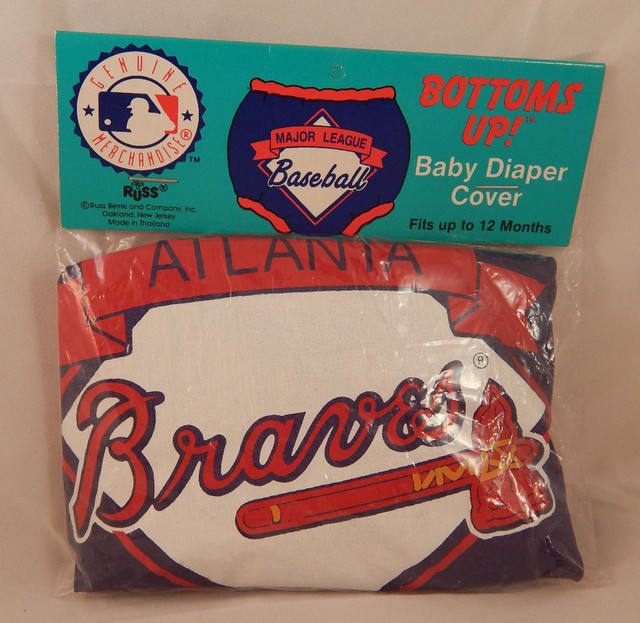 GENUINE
MERCHANDISE®
™
RUSS®
©Russ Berrie and Company, Inc.
Oakland, New Jersey
Made in Thailand
MAJOR LEAGUE
Baseball
BOTTOMS
UP!™
Baby Diaper
Cover
Fits up to 12 Months
ATLANTA
Braves
®